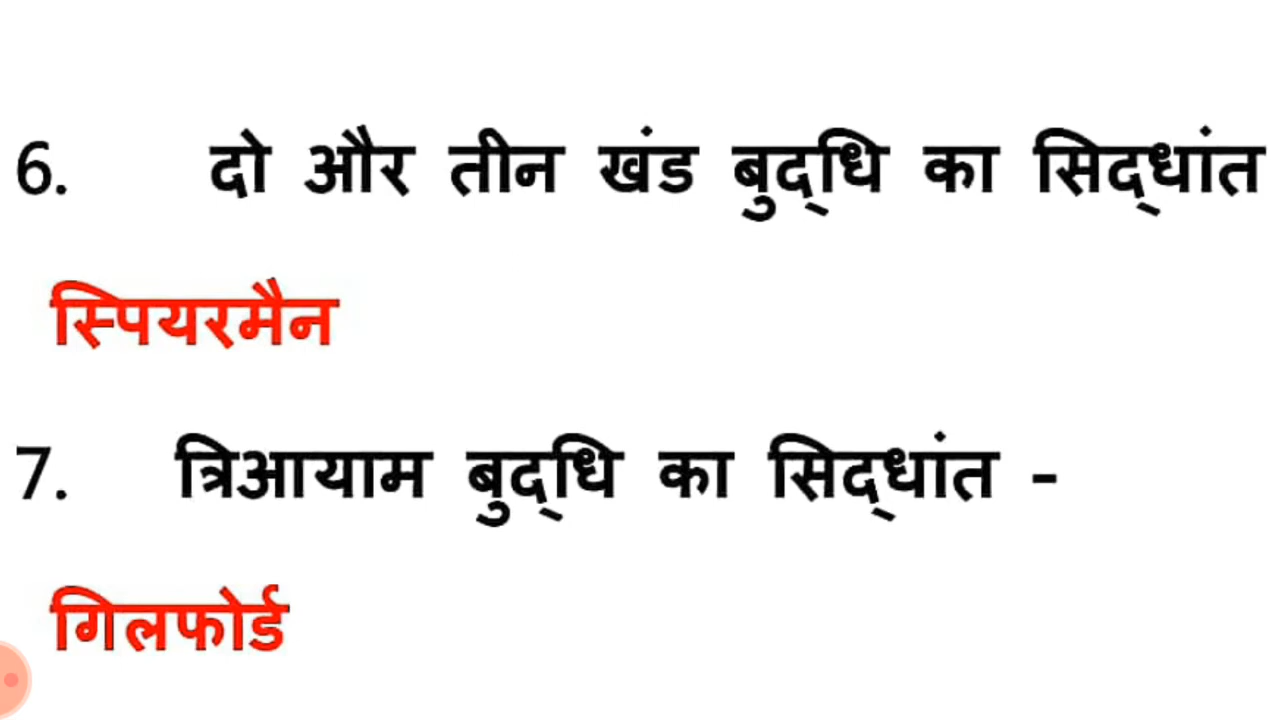 6. दो और तीन खंड बुद्‌धि का सिद्‌धांत
स्पियरमैन
7. त्रिआयाम बुद्‌धि का सिद्‌धांत -
गिलफोर्ड